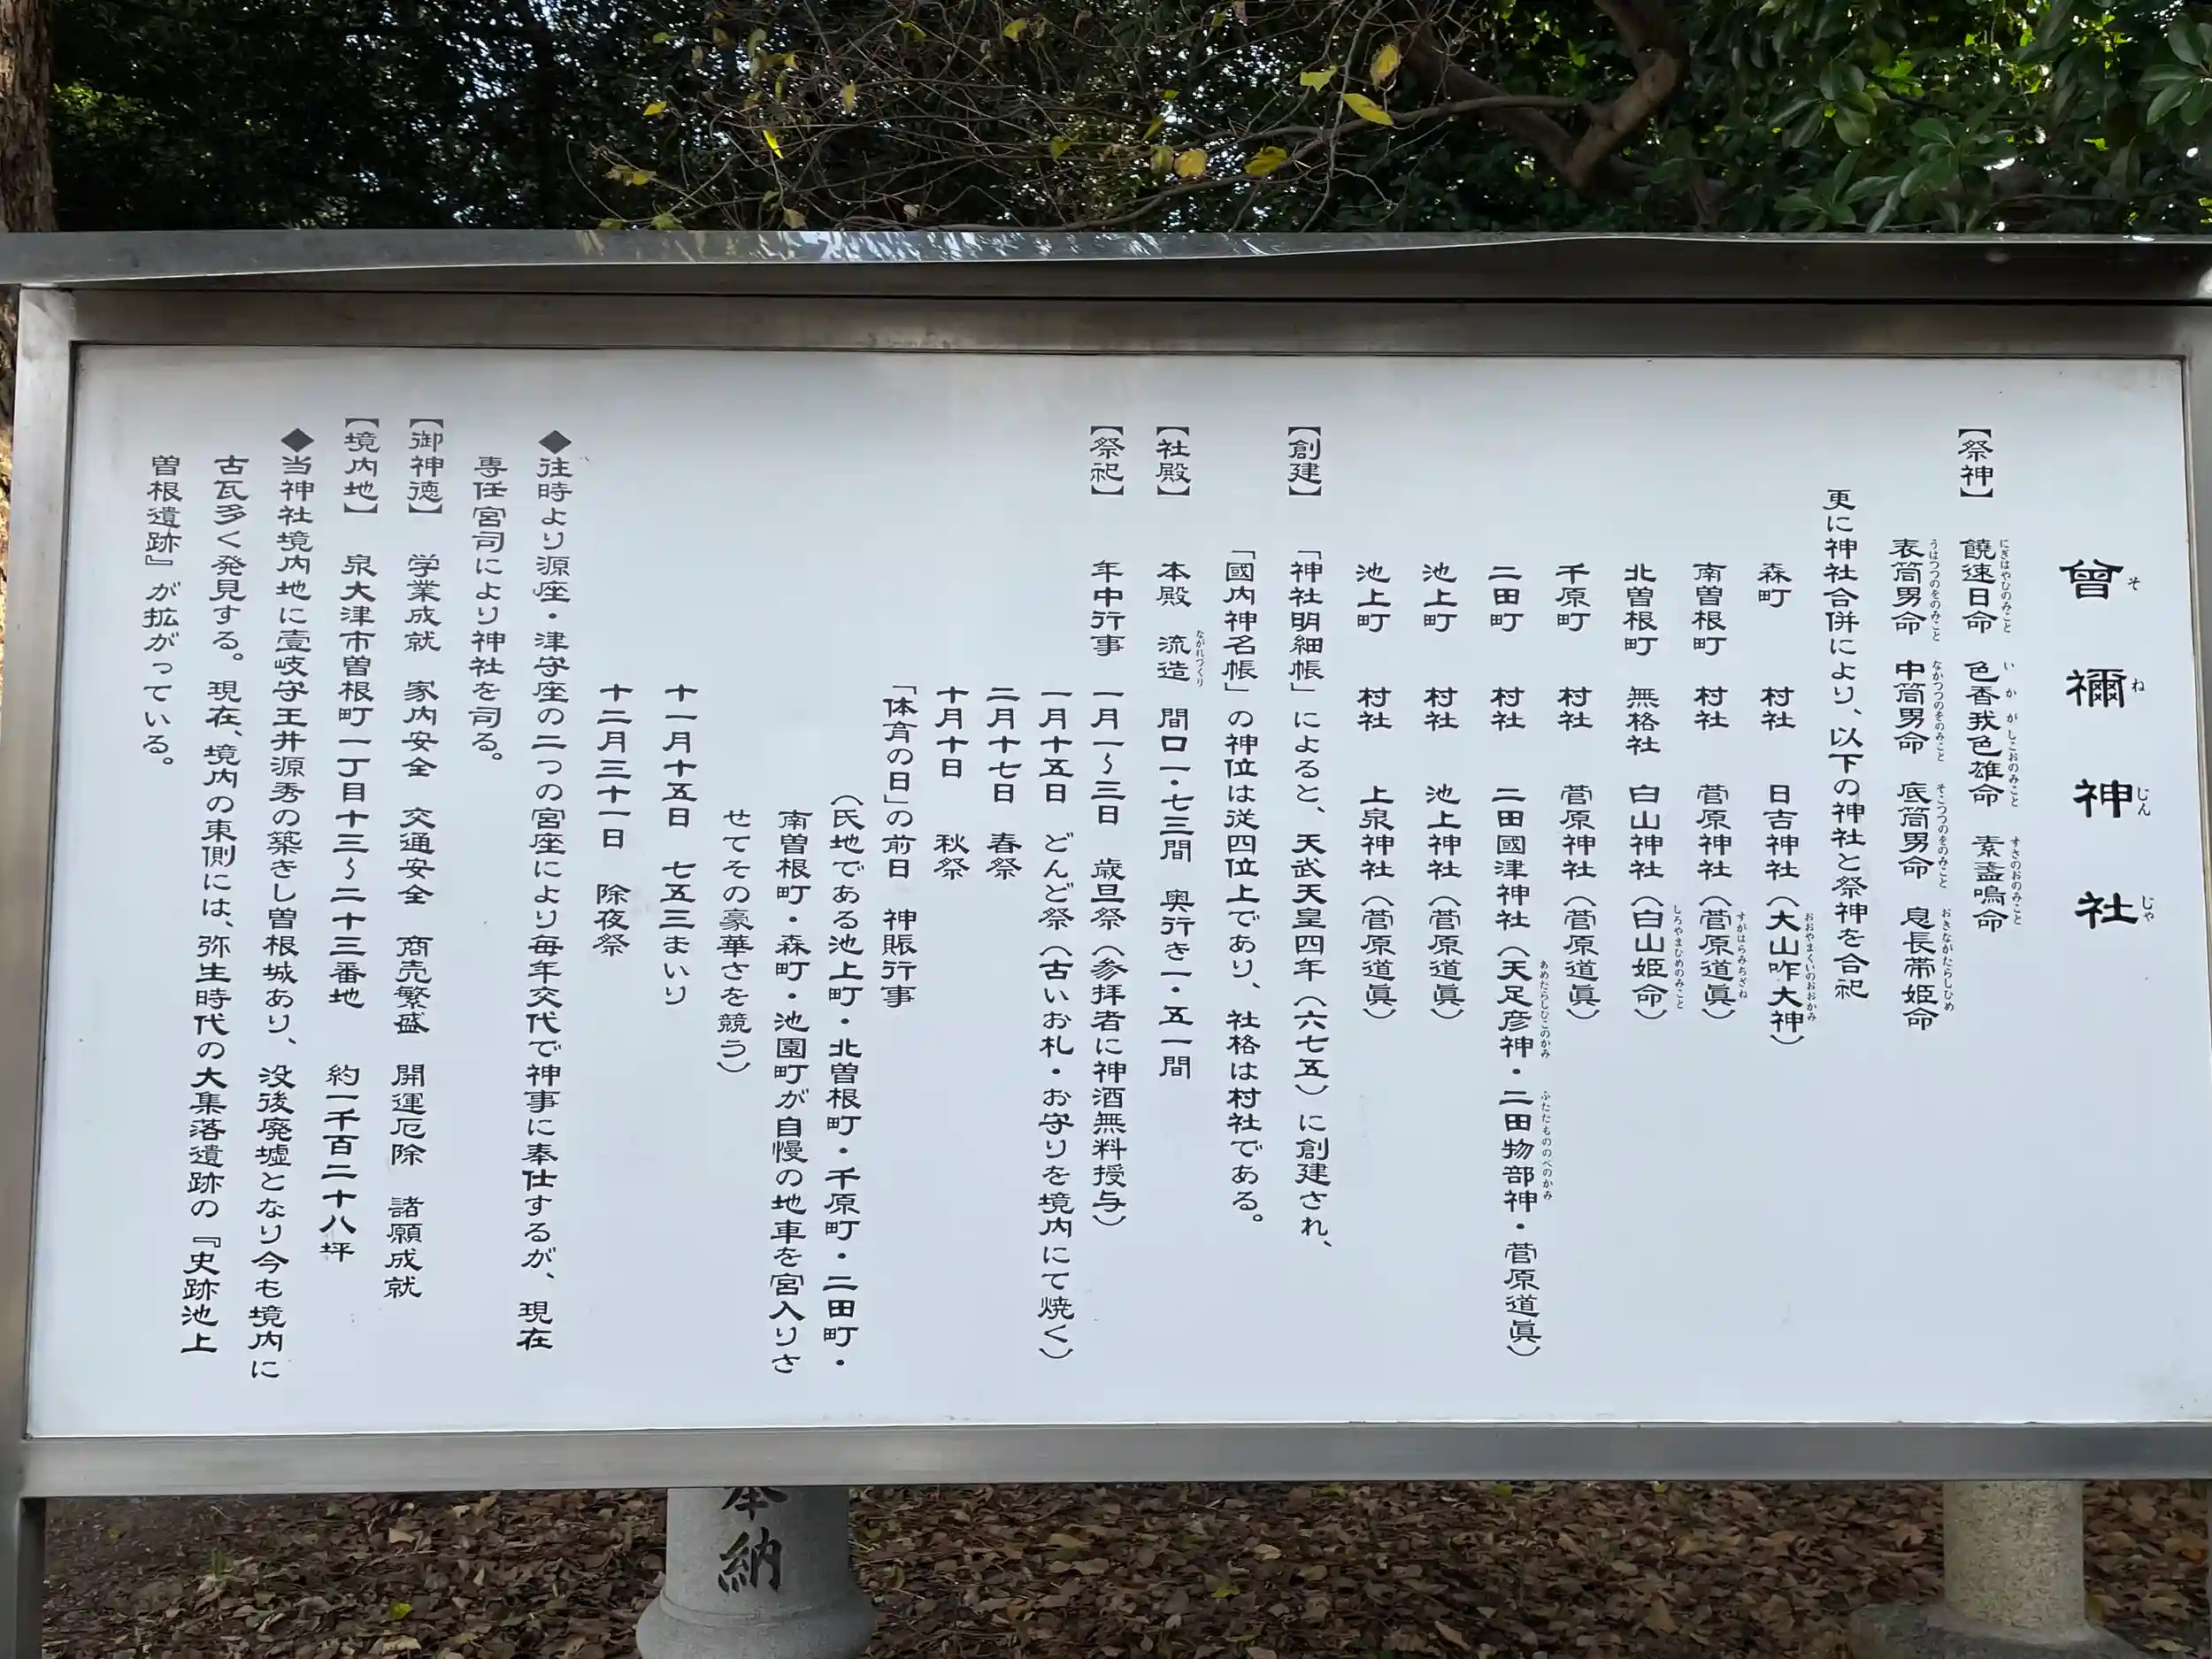 曾禰神社
【祭神】 饒速日命 色香我色雄命 素盞嗚命
表筒男命 中筒男命 底筒男命 息長帯姫命
更に神社合併により、以下の神社と祭神を合祀
森町 村社 日吉神社(大山咋大神)
南曽根町 村社 菅原神社(菅原道眞)
北曽根町 無格社 白山神社(白山姫命)
千原町 村社 菅原神社(菅原道眞)
二田町 村社 二田國津神社(天足彦神・二田物部神・菅原道眞)
池上町 村社 池上神社(菅原道眞)
池上町 村社 上泉神社(菅原道眞)
【創建】 「神社明細帳」によると、天武天皇四年(六七五)に創建され、
「國内神名帳」の神位は従四位上であり、社格は村社である。
【社殿】 本殿 流造 間口一・七三間 奥行き一・五一間
【祭祀】 年中行事 一月一〜三日 歳旦祭(参拝者に神酒無料授与)
一月十五日 どんど祭(古いお札・お守りを境内にて焼く)
二月十七日 春祭
十月十日 秋祭
「体育の日」の前日 神賑行事
(氏地である池上町・北曽根町・千原町・二田町・
南曽根町・森町・池園町が自慢の地車を宮入りさ
せてその豪華さを競う)
十一月十五日 七五三まいり
十二月三十一日 除夜祭
◆往時より源座・津守座の二つの宮座により毎年交代で神事に奉仕するが、現在
専任宮司により神社を司る。
【御神徳】 学業成就 家内安全 交通安全 商売繁盛 開運厄除 諸願成就
【境内地】 泉大津市曽根町一丁目十三〜二十三番地 約一千百二十八坪
◆当神社境内地に壹岐守王井源秀の築きし曽根城あり、没後廃墟となり今も境内に
古瓦多く発見する。現在、境内の東側には、弥生時代の大集落遺跡の『史跡池上
曽根遺跡』が拡がっている。
奉納